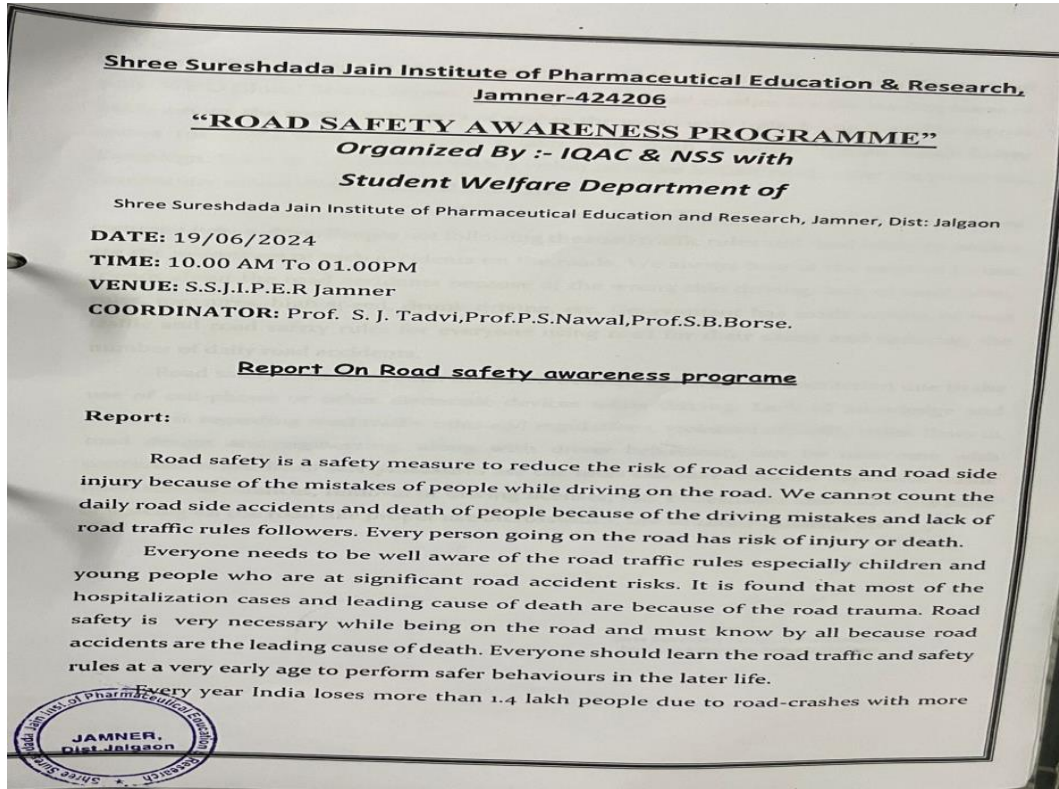 Shree Sureshdada Jain Institute of Pharmaceutical Education & Research,
Jamner-424206
“ROAD SAFETY AWARENESS PROGRAMME”
Organized By :- IQAC & NSS with
Student Welfare Department of
Shree Sureshdada Jain Institute of Pharmaceutical Education and Research, Jamner, Dist: Jalgaon
DATE: 19/06/2024
TIME: 10.00 AM To 01.00PM
VENUE: S.S.J.I.P.E.R Jamner
COORDINATOR: Prof. S. J. Tadvi,Prof.P.S.Nawal,Prof.S.B.Borse.
Report On Road safety awareness programe
Report:
Road safety is a safety measure to reduce the risk of road accidents and road side
injury because of the mistakes of people while driving on the road. We cannot count the
daily road side accidents and death of people because of the driving mistakes and lack of
road traffic rules followers. Every person going on the road has risk of injury or death.
Everyone needs to be well aware of the road traffic rules especially children and
young people who are at significant road accident risks. It is found that most of the
hospitalization cases and leading cause of death are because of the road trauma. Road
safety is very necessary while being on the road and must know by all because road
accidents are the leading cause of death. Everyone should learn the road traffic and safety
rules at a very early age to perform safer behaviours in the later life.
Every year India loses more than 1.4 lakh people due to road-crashes with more
Shree Sureshdada Jain Inst. of Pharmaceutical Education & Research
JAMNER,
Dist Jalgaon